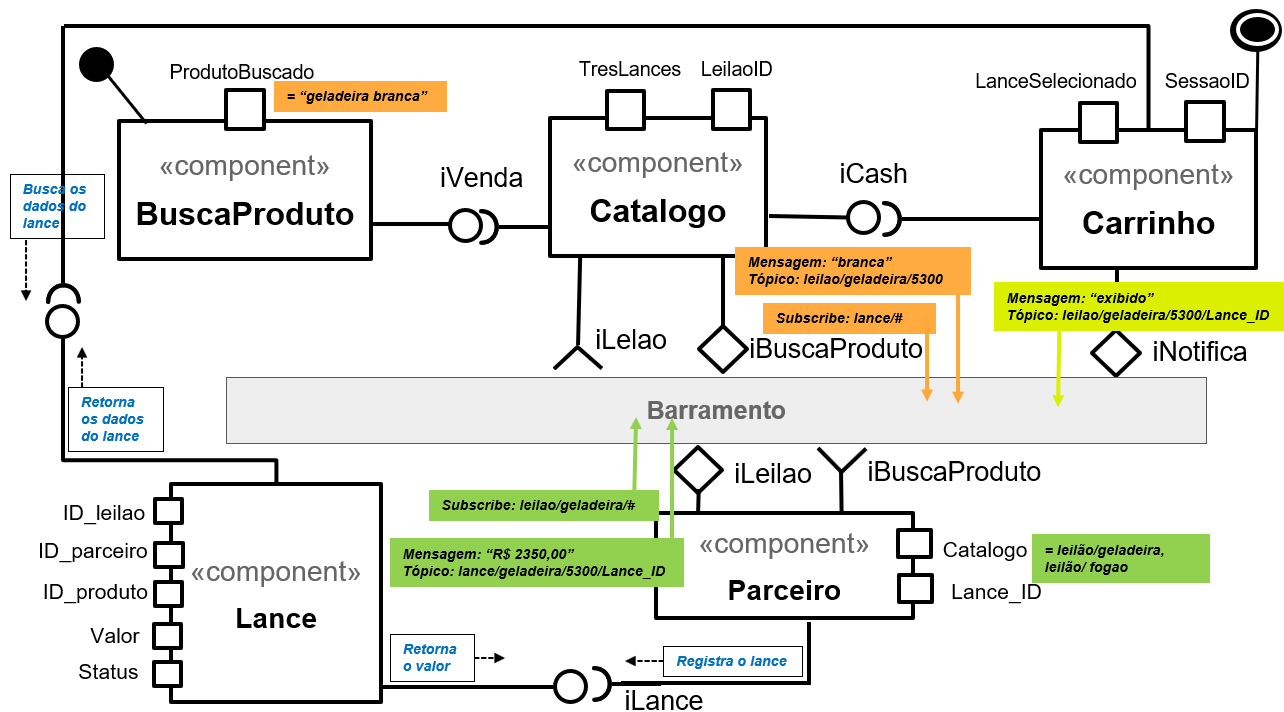 ProdutoBuscado
= “geladeira branca”
TresLances
LeilaoID
LanceSelecionado
SessaoID
«component»
BuscaProduto
iVenda
«component»
Catalogo
iCash
«component»
Carrinho
Busca os
dados do
lance
Mensagem: “branca”
Tópico: leilao/geladeira/5300
Subscribe: lance/#
Mensagem: “exibido”
Tópico: leilao/geladeira/5300/Lance_ID
iLelao
iBuscaProduto
iNotifica
Retorna
os dados
do lance
Barramento
iLeilao
iBuscaProduto
Subscribe: leilao/geladeira/#
Mensagem: “R$ 2350,00”
Tópico: lance/geladeira/5300/Lance_ID
«component»
Parceiro
Catalogo
= leilão/geladeira,
leilão/ fogao
Lance_ID
ID_leilao
ID_parceiro
ID_produto
Valor
Status
«component»
Lance
Retorna
o valor
Registra o lance
iLance